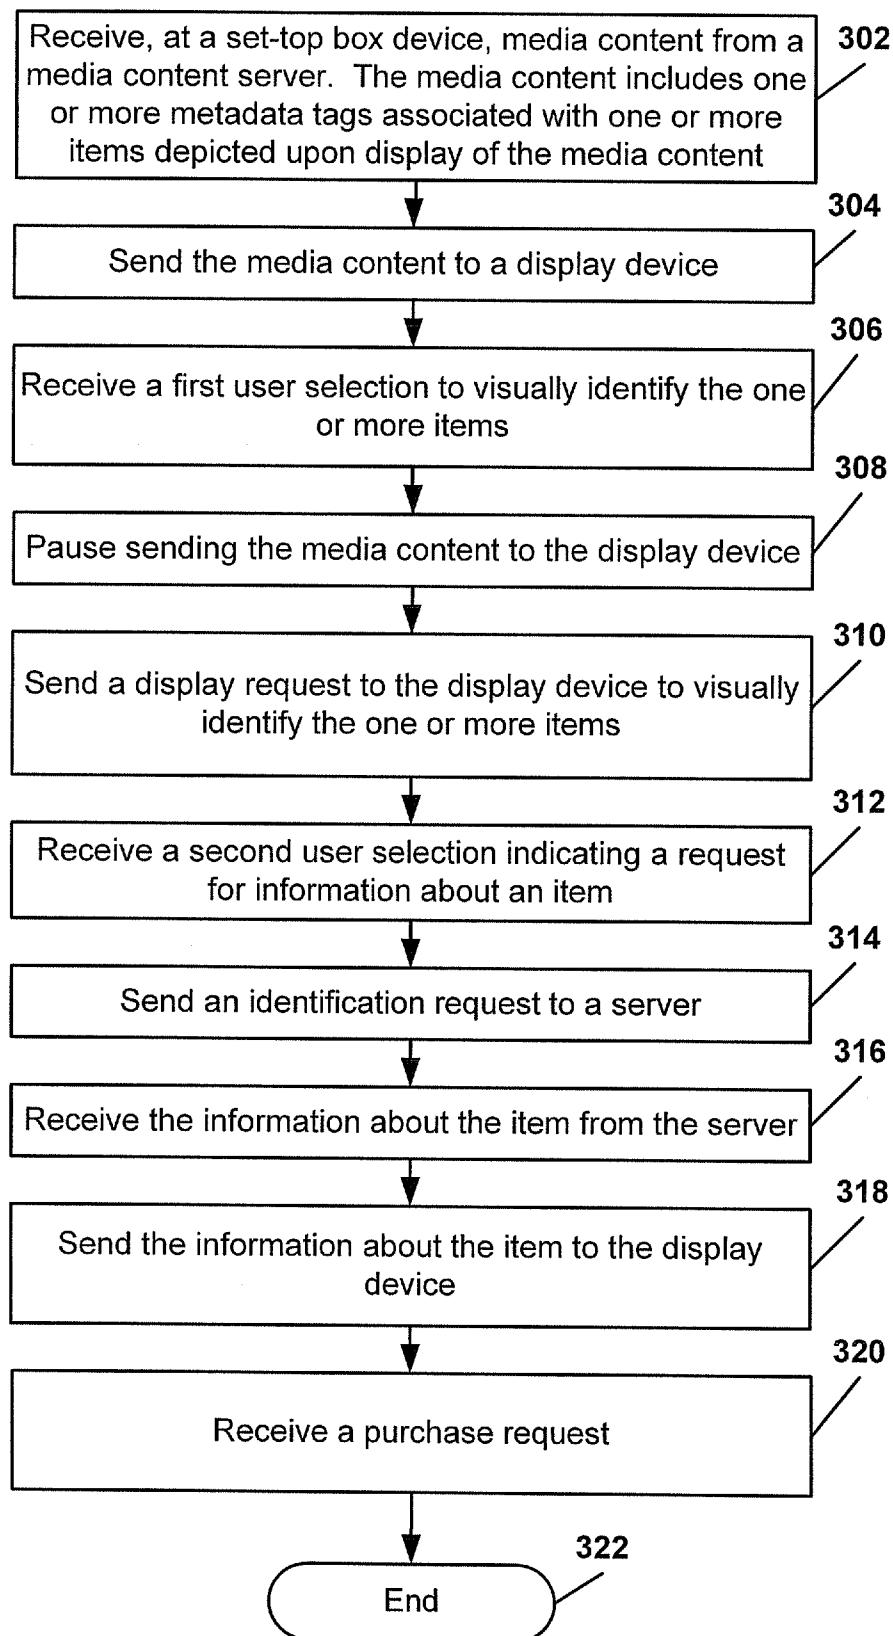 Receive, at a set-top box device, media content from a
media content server. The media content includes one
or more metadata tags associated with one or more
items depicted upon display of the media content
302
304
Send the media content to a display device
306
Receive a first user selection to visually identify the one
or more items
308
Pause sending the media content to the display device
310
Send a display request to the display device to visually
identify the one or more items
312
Receive a second user selection indicating a request
for information about an item
314
Send an identification request to a server
316
Receive the information about the item from the server
318
Send the information about the item to the display
device
320
Receive a purchase request
322
End